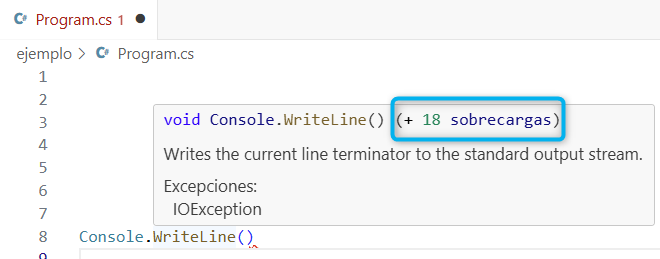 C# Program.cs 1 ●
ejemplo > C# Program.cs
1
2
3
void Console.WriteLine() (+ 18 sobrecargas)
4
Writes the current line terminator to the standard output stream.
5
Excepciones:
6
IOException
7
8 Console.WriteLine()
9